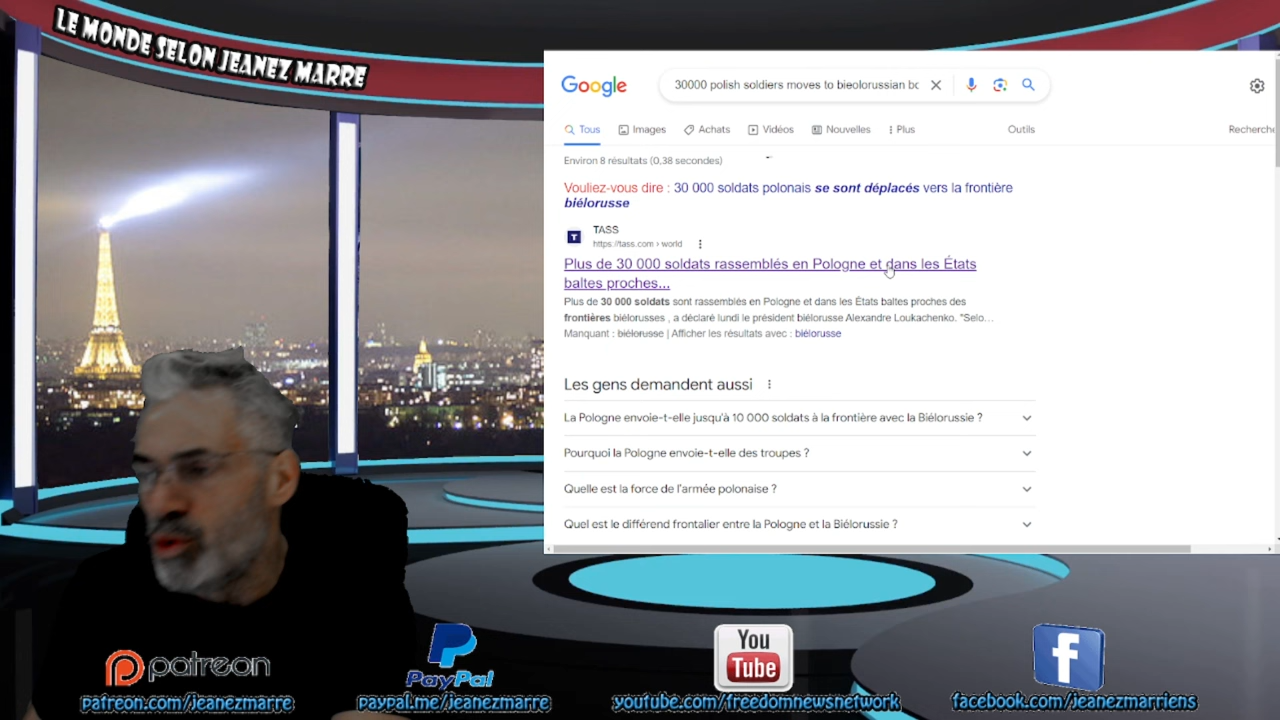 LE MONDE SELON JEANEZ MARRE
Google
30000 polish soldiers moves to bieolorussian bo
Tous Images Achats Vidéos Nouvelles Plus Outils Recherche
Environ 8 résultats (0,38 secondes)
Vouliez-vous dire : 30 000 soldats polonais se sont déplacés vers la frontière
biélorusse
T TASS
https://tass.com › world
Plus de 30 000 soldats rassemblés en Pologne et dans les États
baltes proches...
Plus de 30 000 soldats sont rassemblés en Pologne et dans les États baltes proches des
frontières biélorusses , a déclaré lundi le président biélorusse Alexandre Loukachenko. "Selo...
Manquant : biélorusse | Afficher les résultats avec : biélorusse
Les gens demandent aussi
La Pologne envoie-t-elle jusqu'à 10 000 soldats à la frontière avec la Biélorussie ?
Pourquoi la Pologne envoie-t-elle des troupes ?
Quelle est la force de l'armée polonaise ?
Quel est le différend frontalier entre la Pologne et la Biélorussie ?
patreon PayPal You Tube f
patreon.com/jeanezmarre paypal.me/jeanezmarre youtube.com/freedomnewsnetwork facebook.com/jeanezmarriens